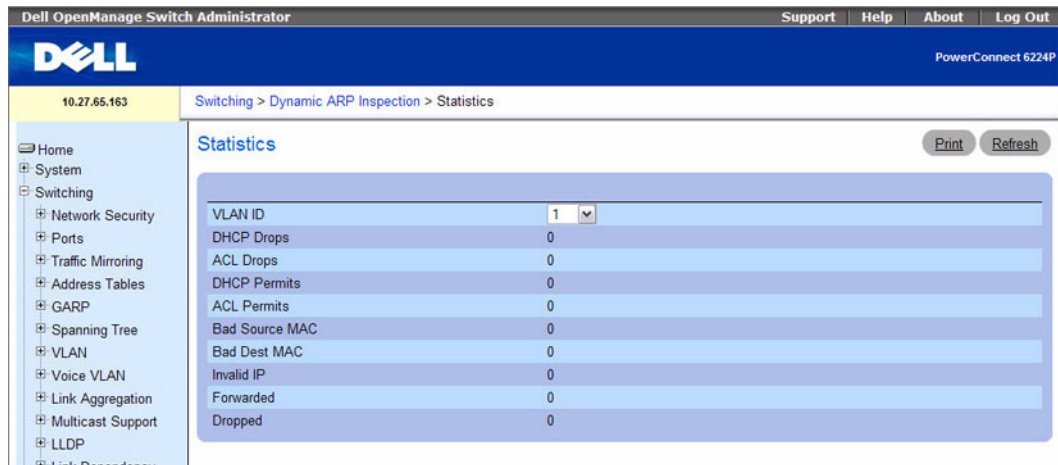 Dell OpenManage Switch Administrator
Support Help About Log Out
DELL
PowerConnect 6224P
10.27.65.163
Switching > Dynamic ARP Inspection > Statistics
Home
System
Switching
Network Security
Ports
Traffic Mirroring
Address Tables
GARP
Spanning Tree
VLAN
Voice VLAN
Link Aggregation
Multicast Support
LLDP
Link Dependency
Statistics
Print Refresh
VLAN ID 1
DHCP Drops 0
ACL Drops 0
DHCP Permits 0
ACL Permits 0
Bad Source MAC 0
Bad Dest MAC 0
Invalid IP 0
Forwarded 0
Dropped 0